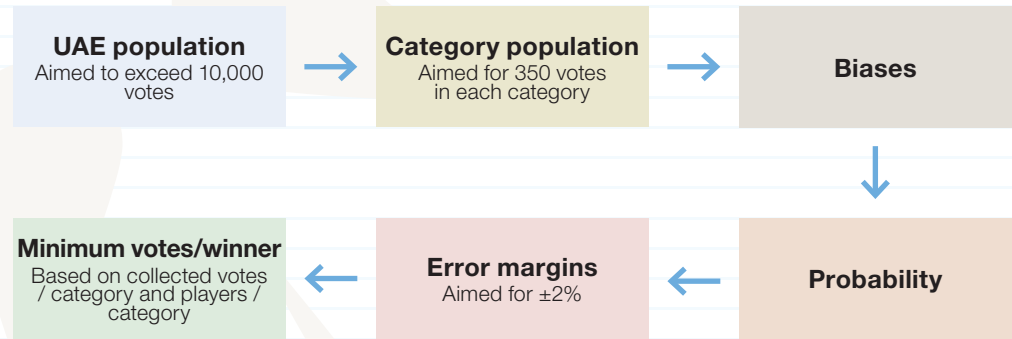 UAE population
Aimed to exceed 10,000
votes
Category population
Aimed for 350 votes
in each category
Biases
Probability
Error margins
Aimed for ±2%
Minimum votes/winner
Based on collected votes
/ category and players /
category